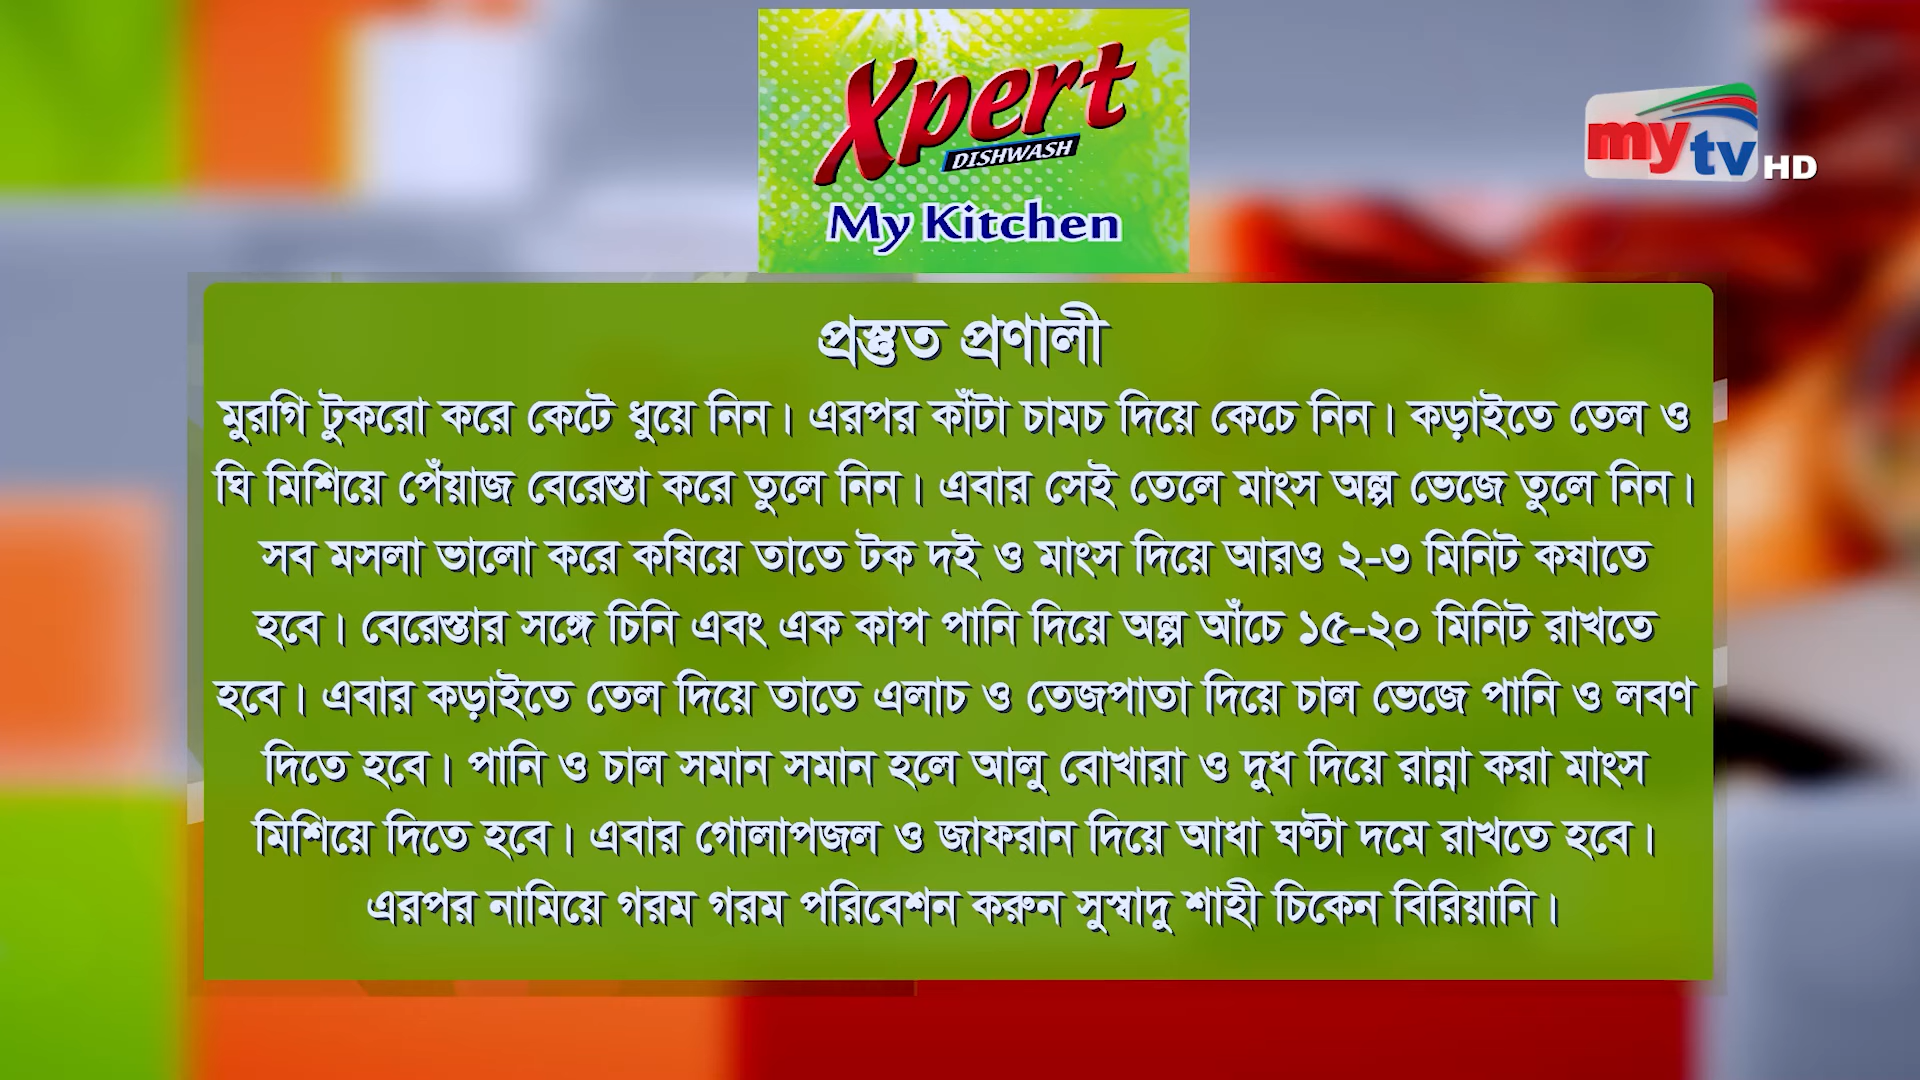 Xpert
DISHWASH
My Kitchen
mytv HD
প্রস্তুত প্রণালী
মুরগি টুকরো করে কেটে ধুয়ে নিন। এরপর কাঁটা চামচ দিয়ে কেচে নিন। কড়াইতে তেল ও
ঘি মিশিয়ে পেঁয়াজ বেরেস্তা করে তুলে নিন। এবার সেই তেলে মাংস অল্প ভেজে তুলে নিন।
সব মসলা ভালো করে কষিয়ে তাতে টক দই ও মাংস দিয়ে আরও ২-৩ মিনিট কষাতে
হবে। বেরেস্তার সঙ্গে চিনি এবং এক কাপ পানি দিয়ে অল্প আঁচে ১৫-২০ মিনিট রাখতে
হবে। এবার কড়াইতে তেল দিয়ে তাতে এলাচ ও তেজপাতা দিয়ে চাল ভেজে পানি ও লবণ
দিতে হবে। পানি ও চাল সমান সমান হলে আলু বোখারা ও দুধ দিয়ে রান্না করা মাংস
মিশিয়ে দিতে হবে। এবার গোলাপজল ও জাফরান দিয়ে আধা ঘণ্টা দমে রাখতে হবে।
এরপর নামিয়ে গরম গরম পরিবেশন করুন সুস্বাদু শাহী চিকেন বিরিয়ানি।